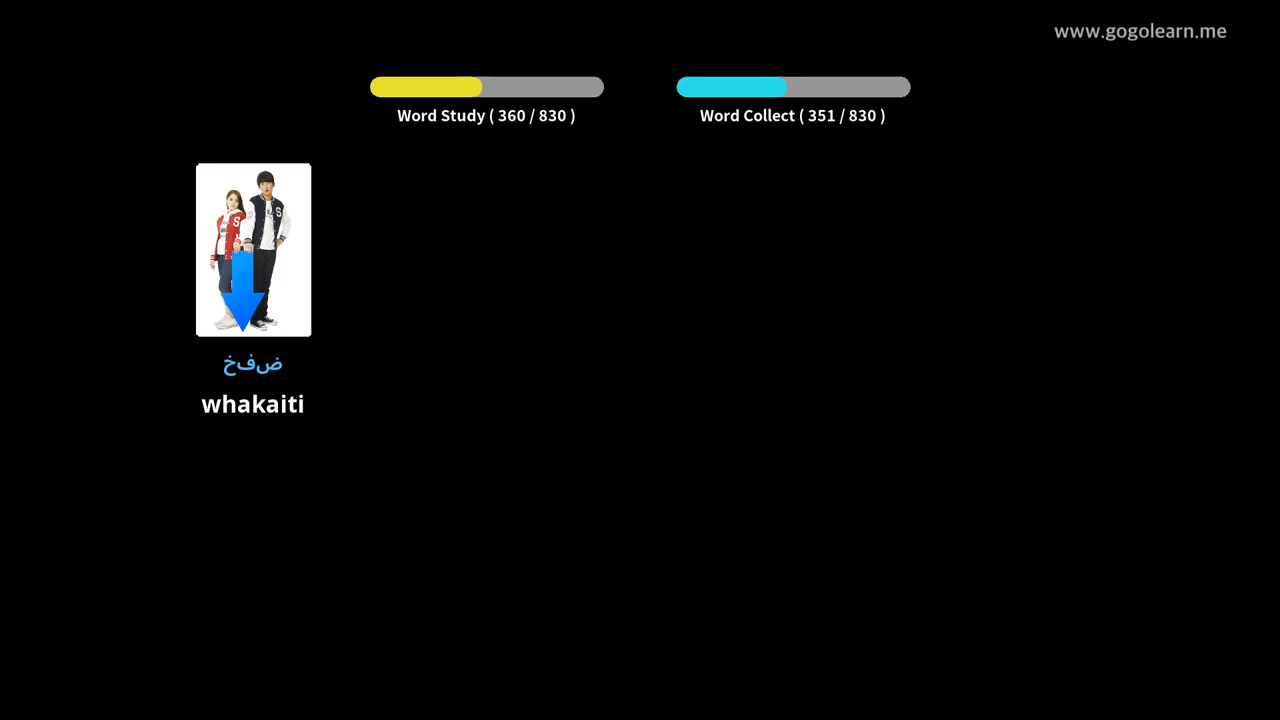 www.gogolearn.me
Word Study ( 360 / 830 )
Word Collect ( 351 / 830 )
S
S
ضفخ
whakaiti